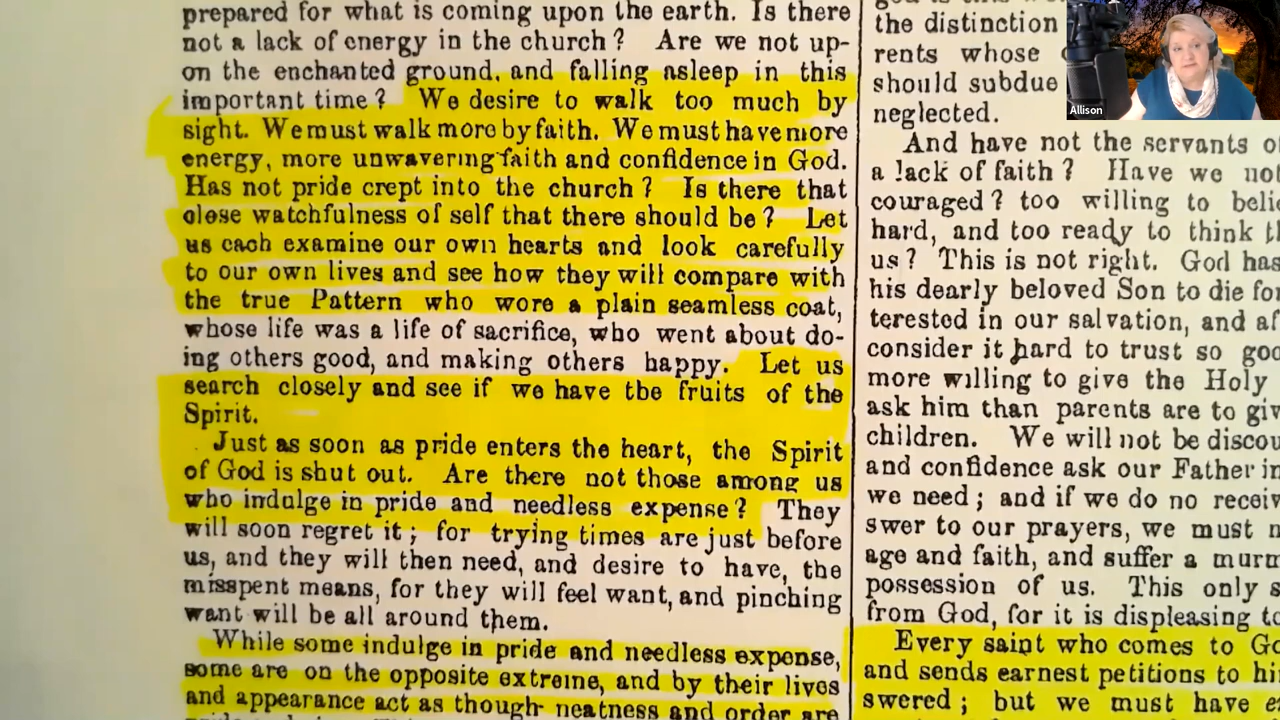 prepared for what is coming upon the earth. Is there
not a lack of energy in the church? Are we not up-
on the enchanted ground, and falling asleep in this
important time? We desire to walk too much by
sight. We must walk more by faith. We must have more
energy, more unwavering faith and confidence in God.
Has not pride crept into the church? Is there that
close watchfulness of self that there should be? Let
us each examine our own hearts and look carefully
to our own lives and see how they will compare with
the true Pattern who wore a plain seamless coat,
whose life was a life of sacrifice, who went about do-
ing others good, and making others happy. Let us
search closely and see if we have the fruits of the
Spirit.
Just as soon as pride enters the heart, the Spirit
of God is shut out. Are there not those among us
who indulge in pride and needless expense? They
will soon regret it; for trying times are just before
us, and they will then need, and desire to have, the
misspent means, for they will feel want, and pinching
want will be all around them.
While some indulge in pride and needless expense,
some are on the opposite extreme, and by their lives
and appearance act as though neatness and order are
the distinction
rents whose
should subdue
neglected.
And have not the servants o
a lack of faith? Have we not
couraged? too willing to belie
hard, and too ready to think t
us? This is not right. God has
his dearly beloved Son to die for
terested in our salvation, and af
consider it hard to trust so goo
more willing to give the Holy
ask him than parents are to giv
children. We will not be discou
and confidence ask our Father in
we need; and if we do no receiv
swer to our prayers, we must n
age and faith, and suffer a murm
possession of us. This only s
from God, for it is displeasing to
Every saint who comes to Go
and sends earnest petitions to hi
swered; but we must have e
Allison